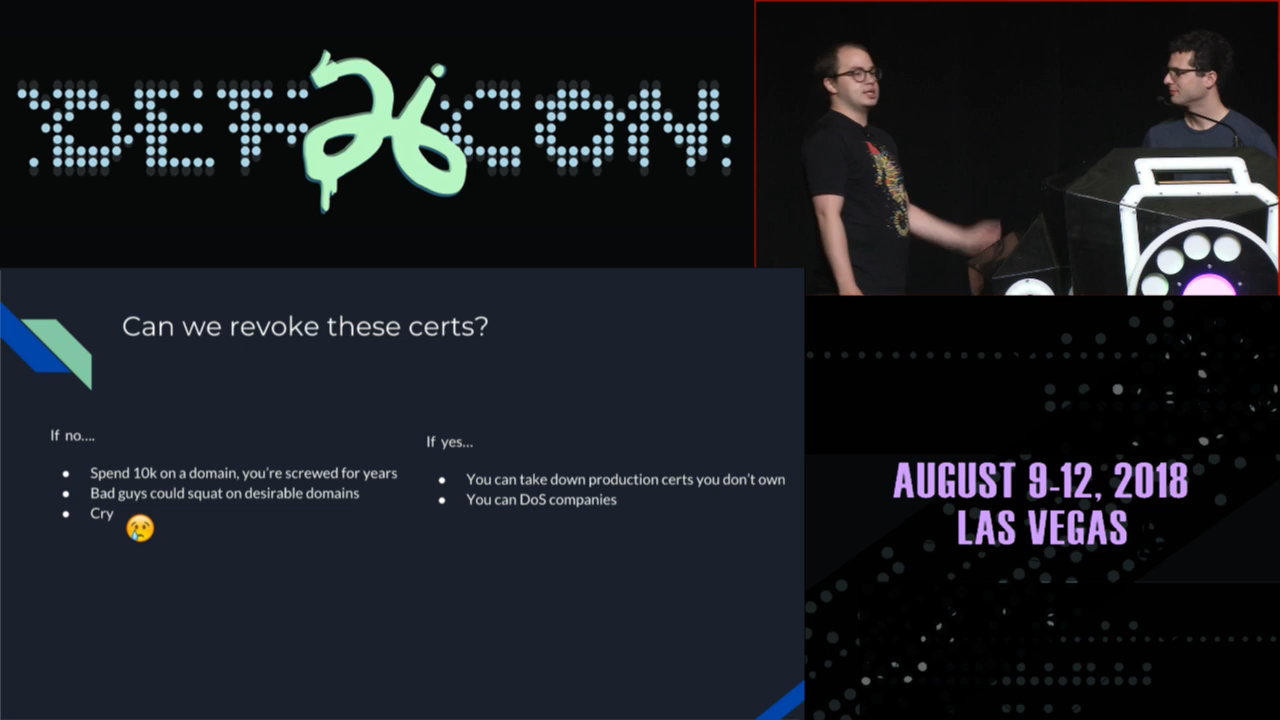 DEF 26 CON
Can we revoke these certs?
If no....
Spend 10k on a domain, you're screwed for years
Bad guys could squat on desirable domains
Cry
If yes...
You can take down production certs you don't own
You can DoS companies
AUGUST 9-12, 2018
LAS VEGAS